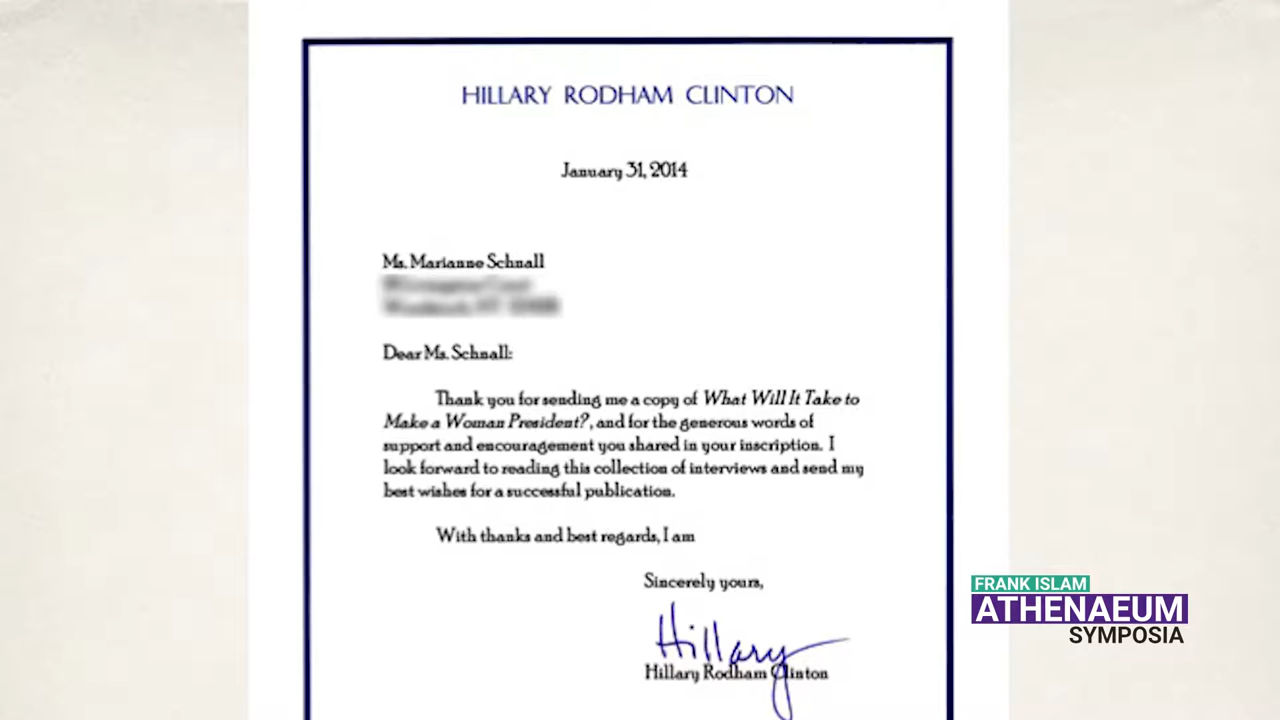 HILLARY RODHAM CLINTON
January 31, 2014
Ms. Marianne Schnall
Dear Ms. Schnall:
Thank you for sending me a copy of What Will It Take to
Make a Woman President?, and for the generous words of
support and encouragement you shared in your inscription. I
look forward to reading this collection of interviews and send my
best wishes for a successful publication.
With thanks and best regards, I am
Sincerely yours,
Hillary
Hillary Rodham Clinton
FRANK ISLAM
ATHENAEUM
SYMPOSIA